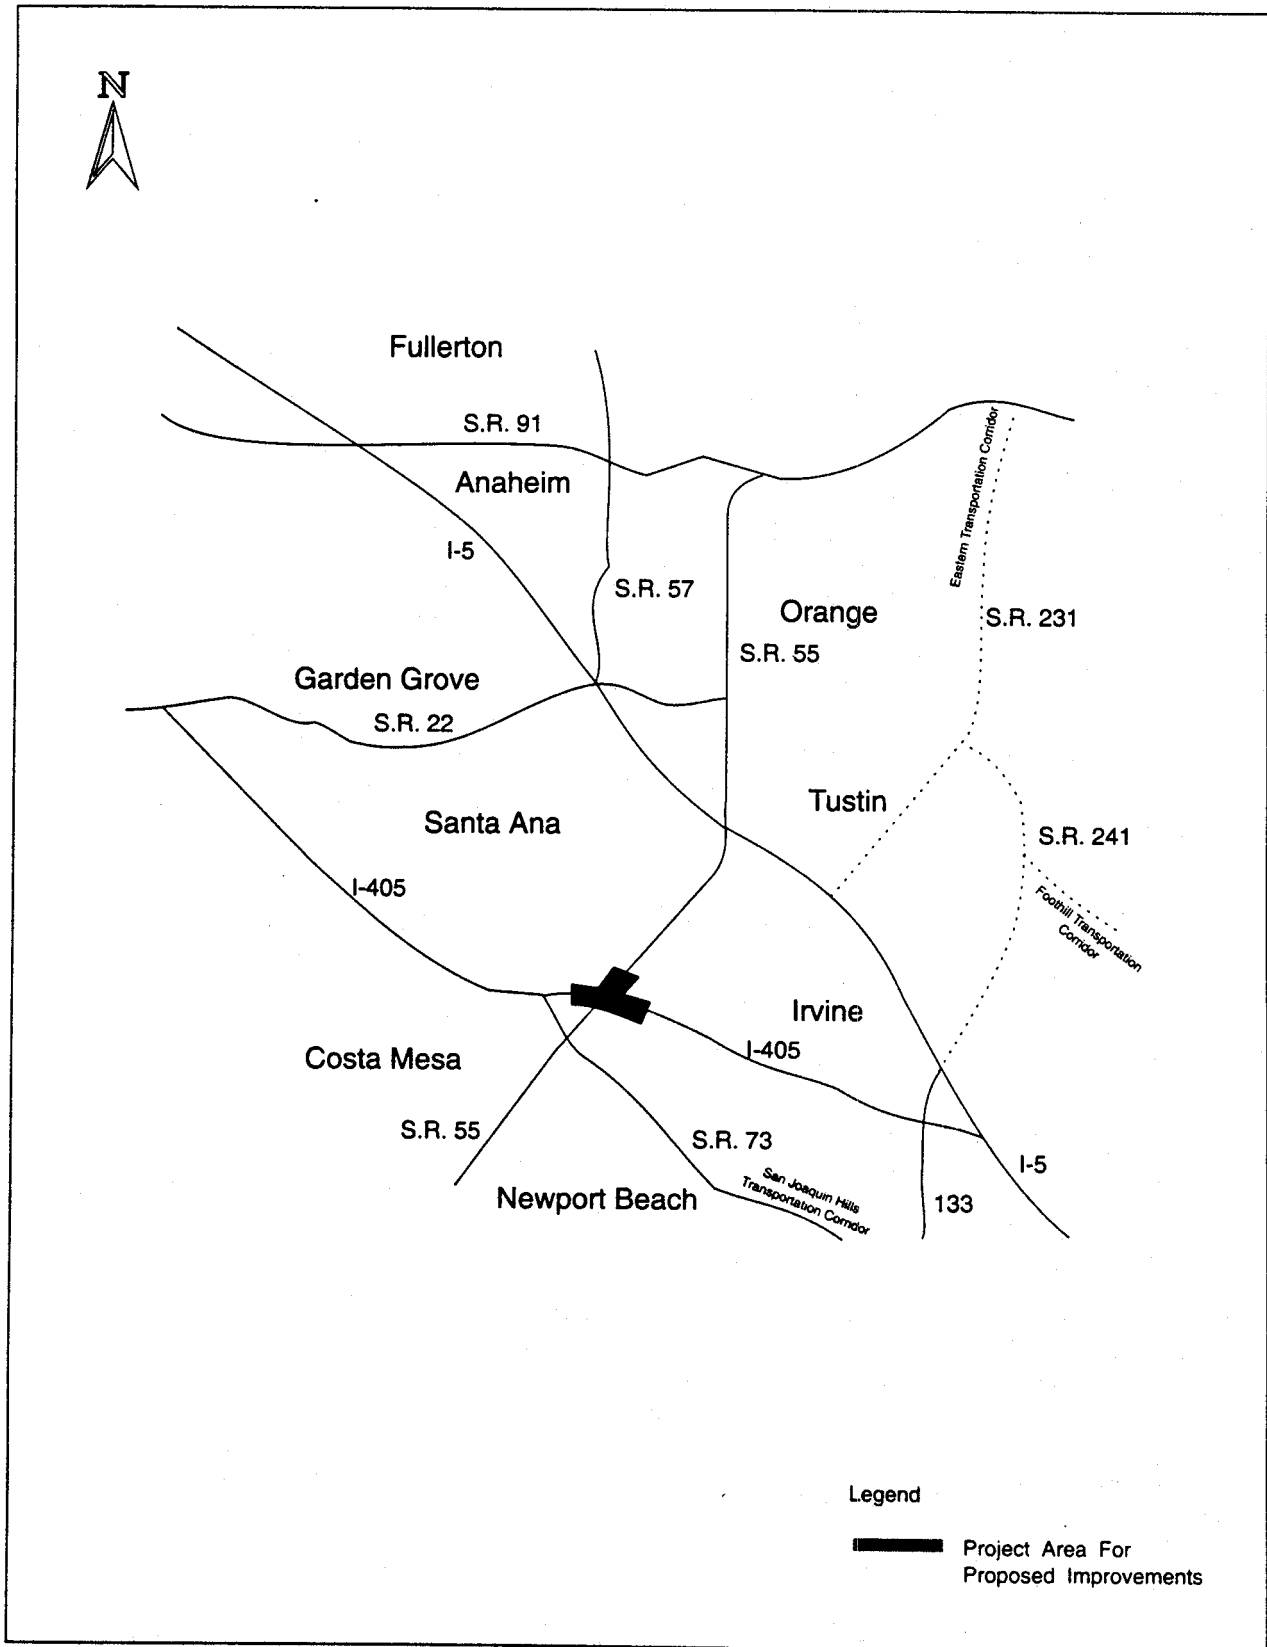 N
Fullerton
S.R. 91
Anaheim
I-5
S.R. 57
Eastern Transportation Corridor
Orange
S.R. 231
S.R. 55
Garden Grove
S.R. 22
Tustin
Santa Ana
S.R. 241
I-405
Foothill Transportation
Corridor
Irvine
I-405
Costa Mesa
S.R. 55
S.R. 73
I-5
San Joaquin Hills
Transportation Corridor
Newport Beach
133
Legend
Project Area For
Proposed Improvements